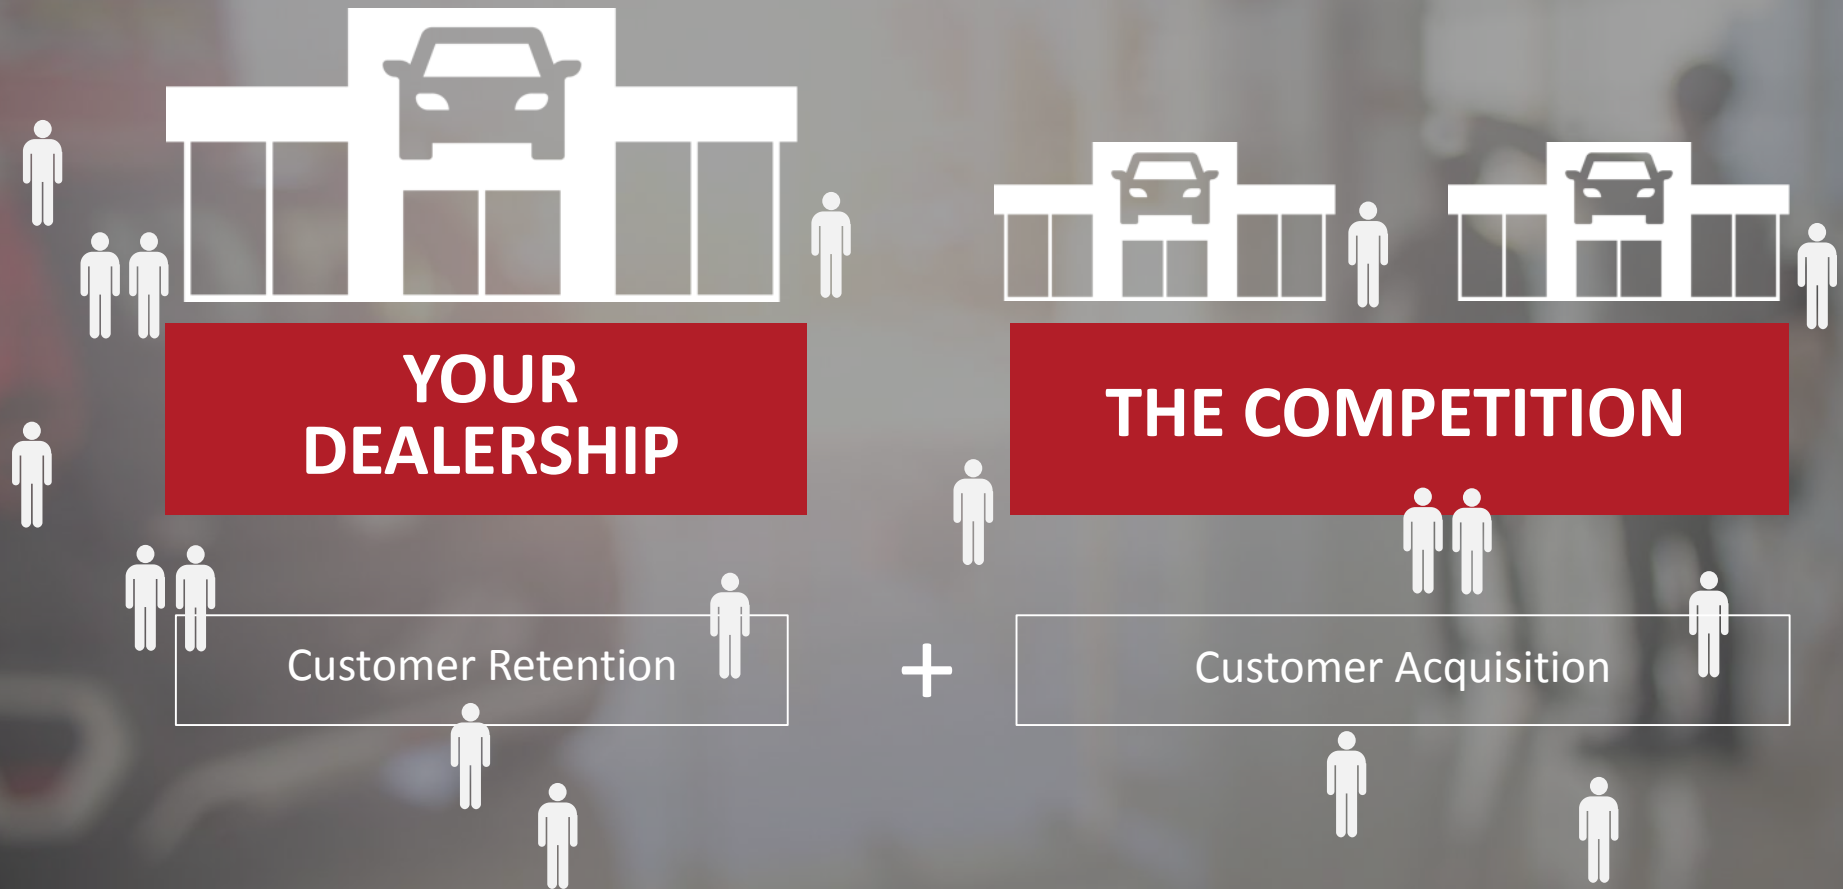 YOUR
DEALERSHIP
THE COMPETITION
Customer Retention
+
Customer Acquisition